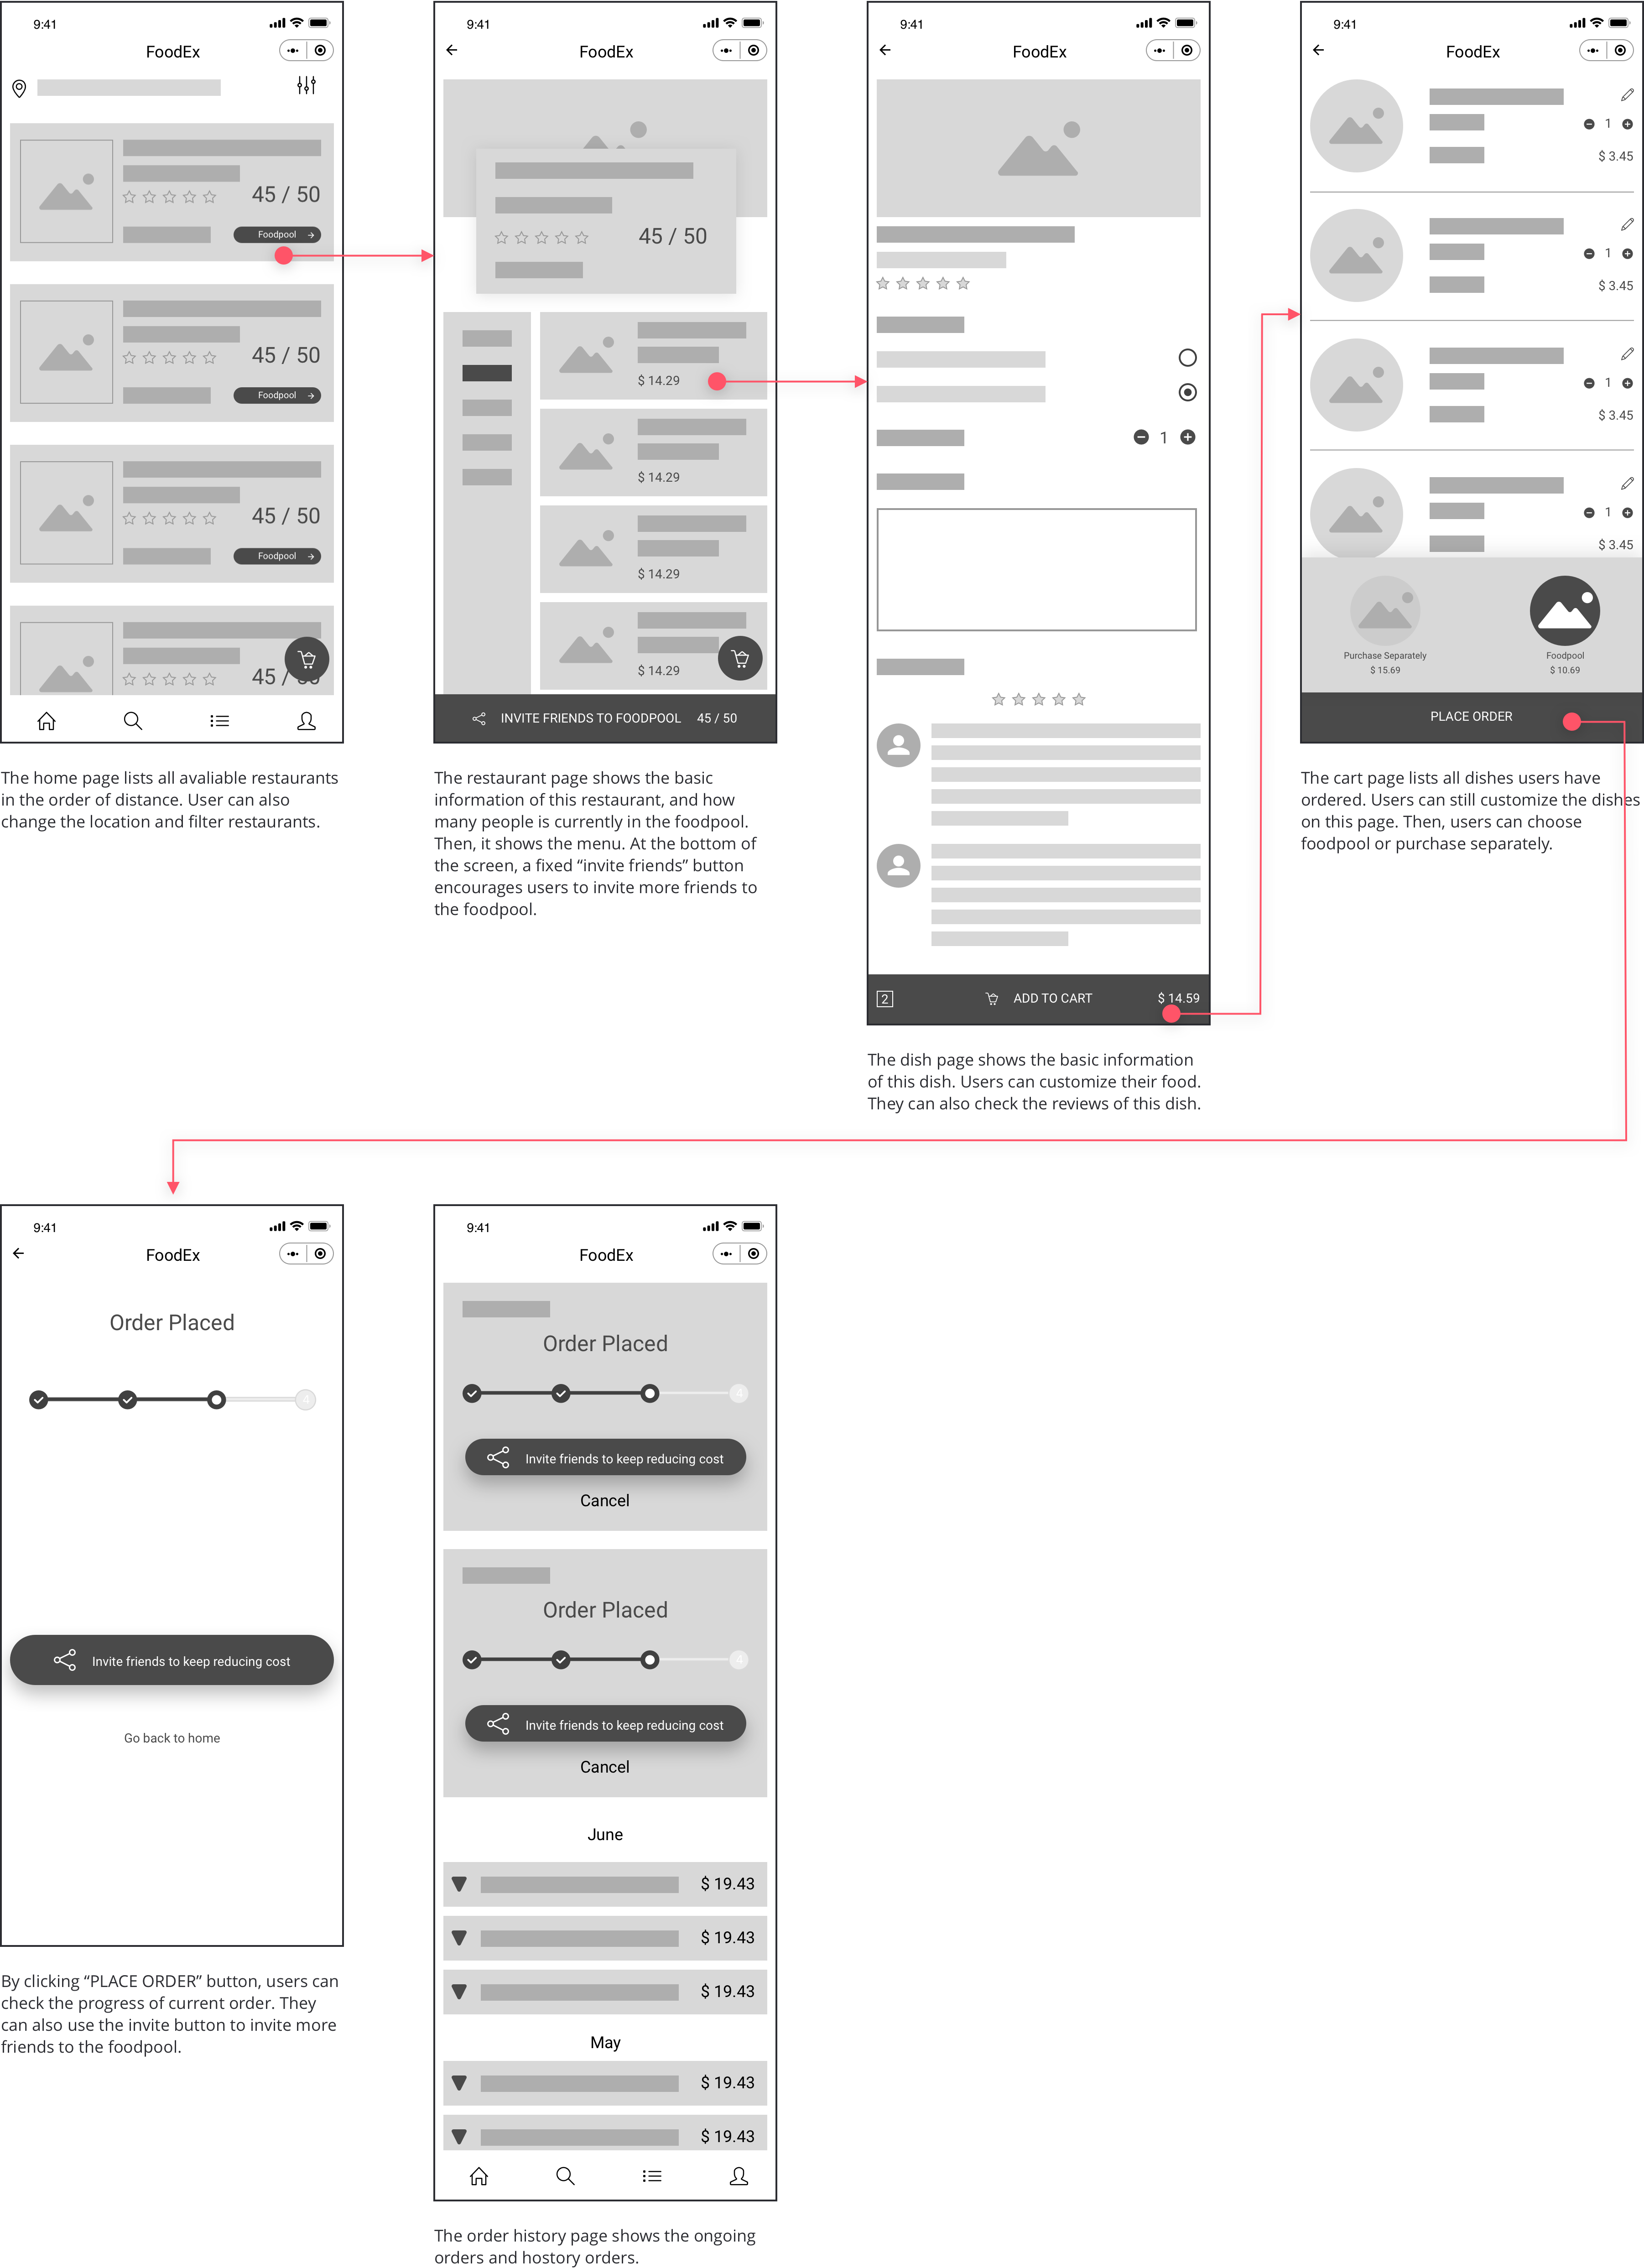 9:41
FoodEx
45 / 50
Foodpool
45 / 50
Foodpool
45 / 50
Foodpool
45 /
The home page lists all avaliable restaurants
in the order of distance. User can also
change the location and filter restaurants.
9:41
FoodEx
45 / 50
$ 14.29
$ 14.29
$ 14.29
$ 14.29
INVITE FRIENDS TO FOODPOOL 45 / 50
The restaurant page shows the basic
information of this restaurant, and how
many people is currently in the foodpool.
Then, it shows the menu. At the bottom of
the screen, a fixed “invite friends” button
encourages users to invite more friends to
the foodpool.
9:41
FoodEx
1
2 ADD TO CART $ 14.59
The dish page shows the basic information
of this dish. Users can customize their food.
They can also check the reviews of this dish.
9:41
FoodEx
1
$ 3.45
1
$ 3.45
1
$ 3.45
1
$ 3.45
Purchase Separately
$ 15.69
Foodpool
$ 10.69
PLACE ORDER
The cart page lists all dishes users have
ordered. Users can still customize the dishes
on this page. Then, users can choose
foodpool or purchase separately.
9:41
FoodEx
Order Placed
4
Invite friends to keep reducing cost
Go back to home
By clicking “PLACE ORDER” button, users can
check the progress of current order. They
can also use the invite button to invite more
friends to the foodpool.
9:41
FoodEx
Order Placed
4
Invite friends to keep reducing cost
Cancel
Order Placed
4
Invite friends to keep reducing cost
Cancel
June
$ 19.43
$ 19.43
$ 19.43
May
$ 19.43
$ 19.43
The order history page shows the ongoing
orders and hostory orders.